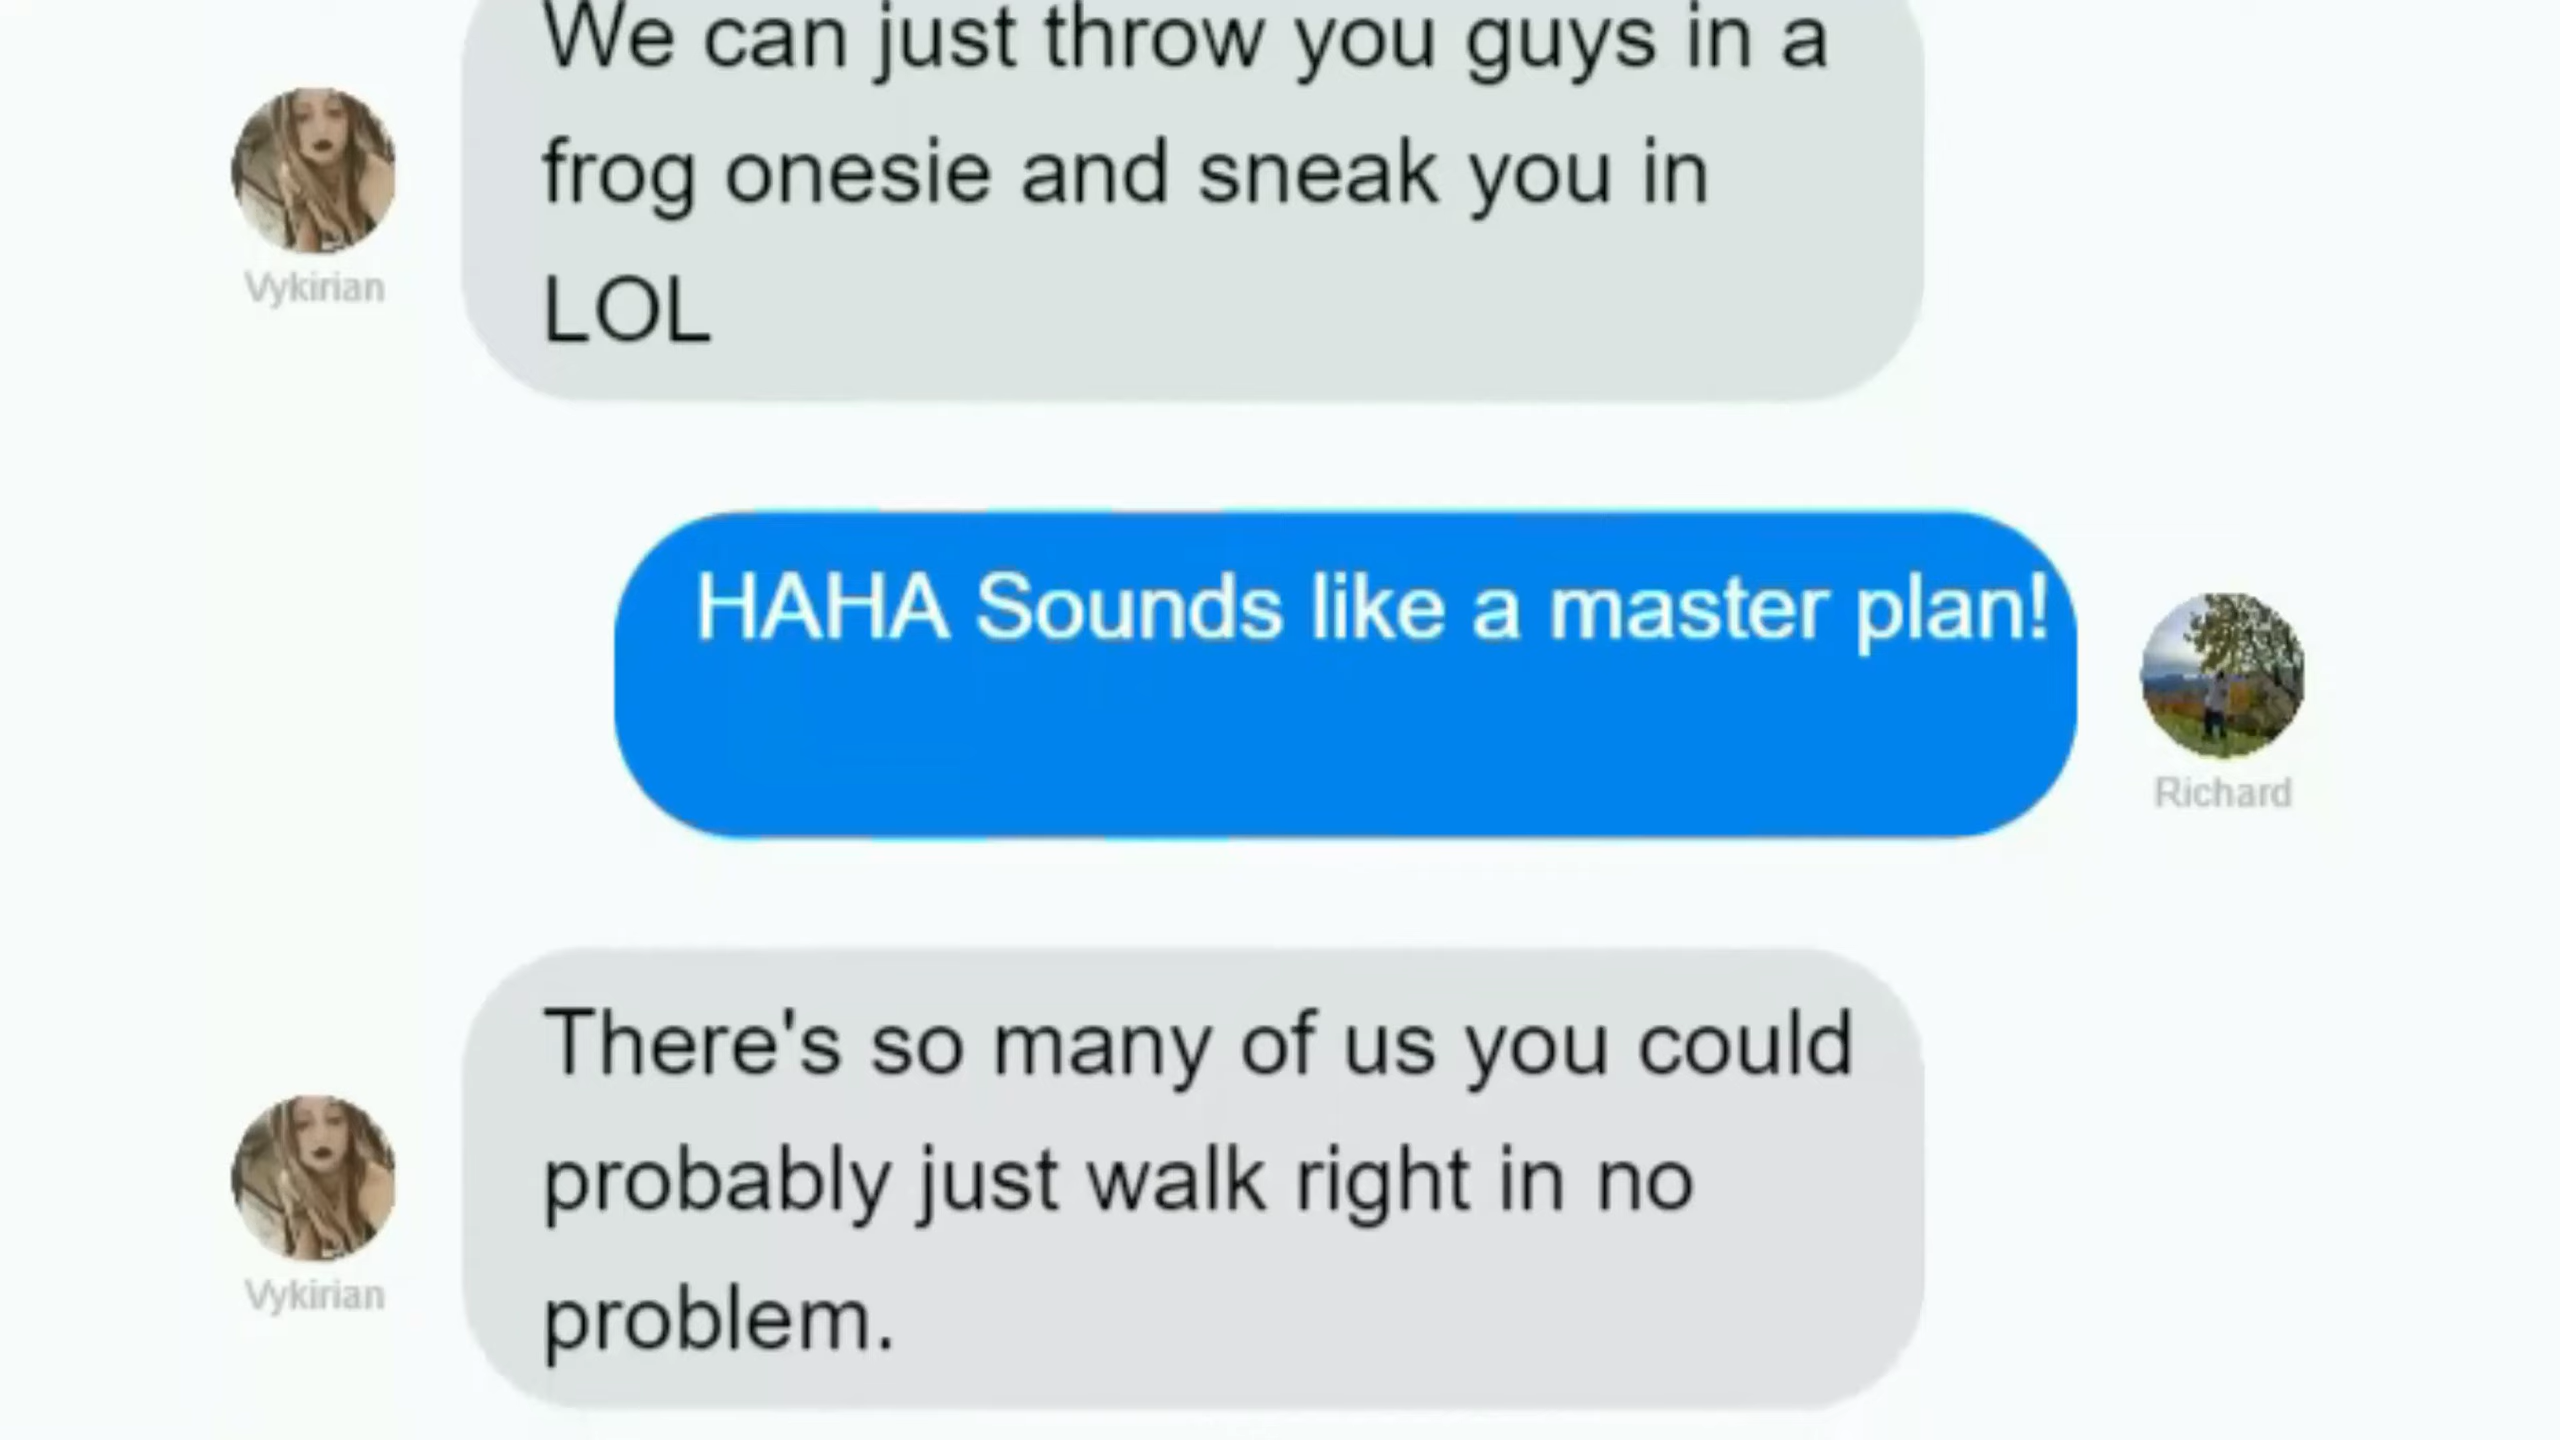 We can just throw you guys in a
frog onesie and sneak you in
LOL
Vykirian
HAHA Sounds like a master plan!
Richard
There's so many of us you could
probably just walk right in no
problem.
Vykirian